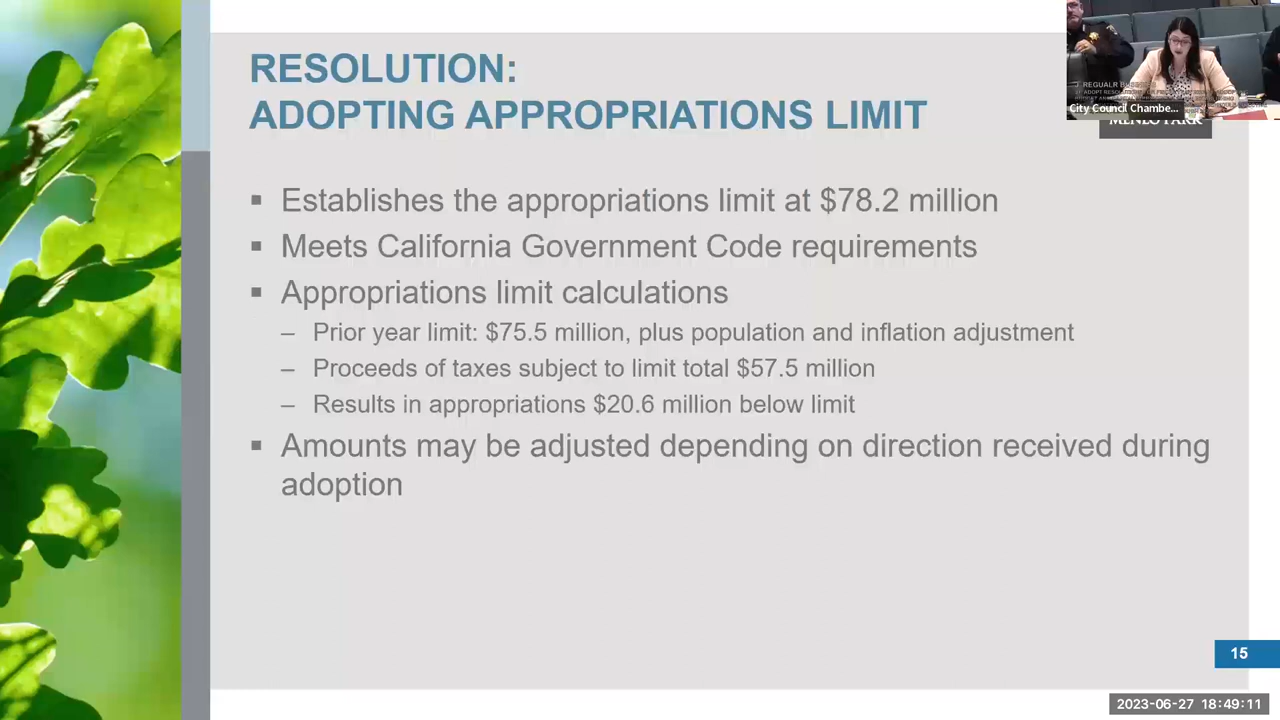 RESOLUTION:
ADOPTING APPROPRIATIONS LIMIT
▪ Establishes the appropriations limit at $78.2 million
▪ Meets California Government Code requirements
▪ Appropriations limit calculations
– Prior year limit: $75.5 million, plus population and inflation adjustment
– Proceeds of taxes subject to limit total $57.5 million
– Results in appropriations $20.6 million below limit
▪ Amounts may be adjusted depending on direction received during
adoption
REGUALR
City Council Chambe...
MENLO PARK
15
2023-06-27 18:49:11